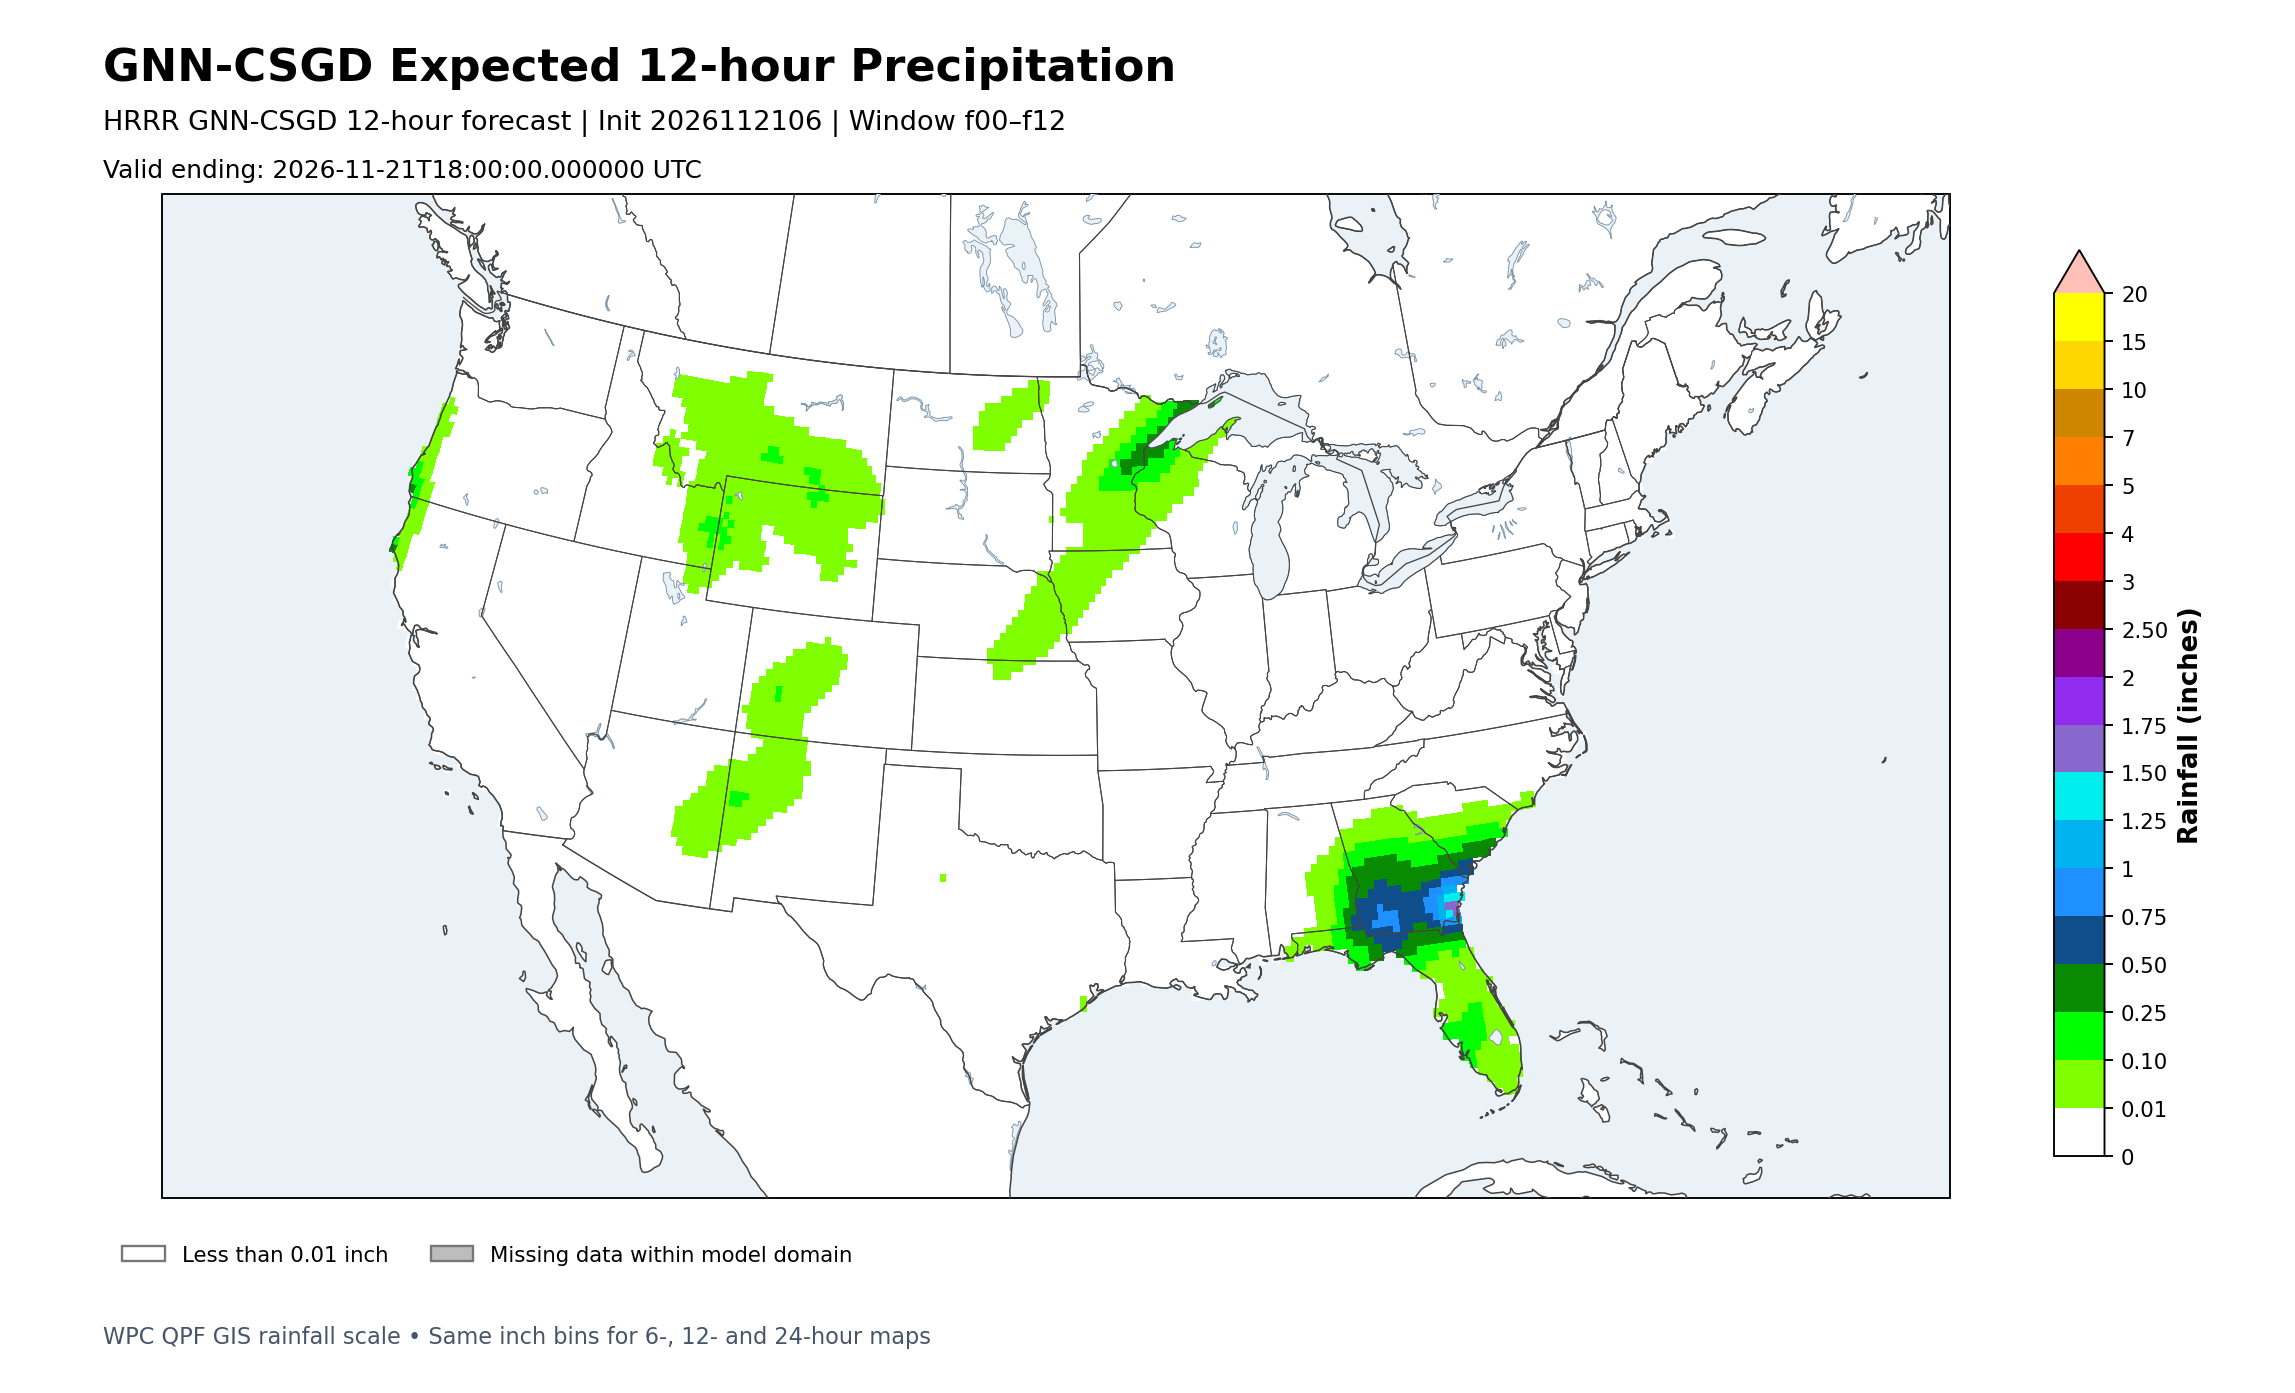 GNN-CSGD Expected 12-hour Precipitation
HRRR GNN-CSGD 12-hour forecast | Init 2026112106 | Window f00–f12
Valid ending: 2026-11-21T18:00:00.000000 UTC
20
15
10
7
5
4
3
2.50
2
1.75
1.50
1.25
1
0.75
0.50
0.25
0.10
0.01
0
Rainfall (inches)
Less than 0.01 inch
Missing data within model domain
WPC QPF GIS rainfall scale • Same inch bins for 6-, 12- and 24-hour maps